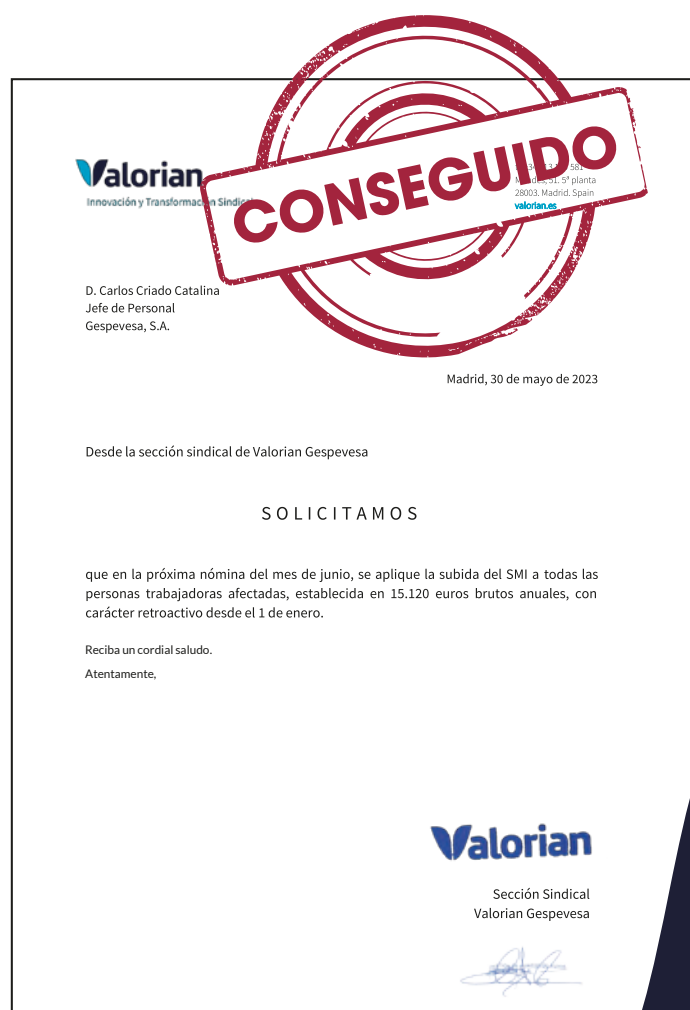 CONSEGUIDO
Valorian
Innovación y Transformación Sindical
5ª planta
28003. Madrid. Spain
valorian.es
D. Carlos Criado Catalina
Jefe de Personal
Gespevesa, S.A.
Madrid, 30 de mayo de 2023
Desde la sección sindical de Valorian Gespevesa
SOLICITAMOS
que en la próxima nómina del mes de junio, se aplique la subida del SMI a todas las
personas trabajadoras afectadas, establecida en 15.120 euros brutos anuales, con
carácter retroactivo desde el 1 de enero.
Reciba un cordial saludo.
Atentamente,
Valorian
Sección Sindical
Valorian Gespevesa